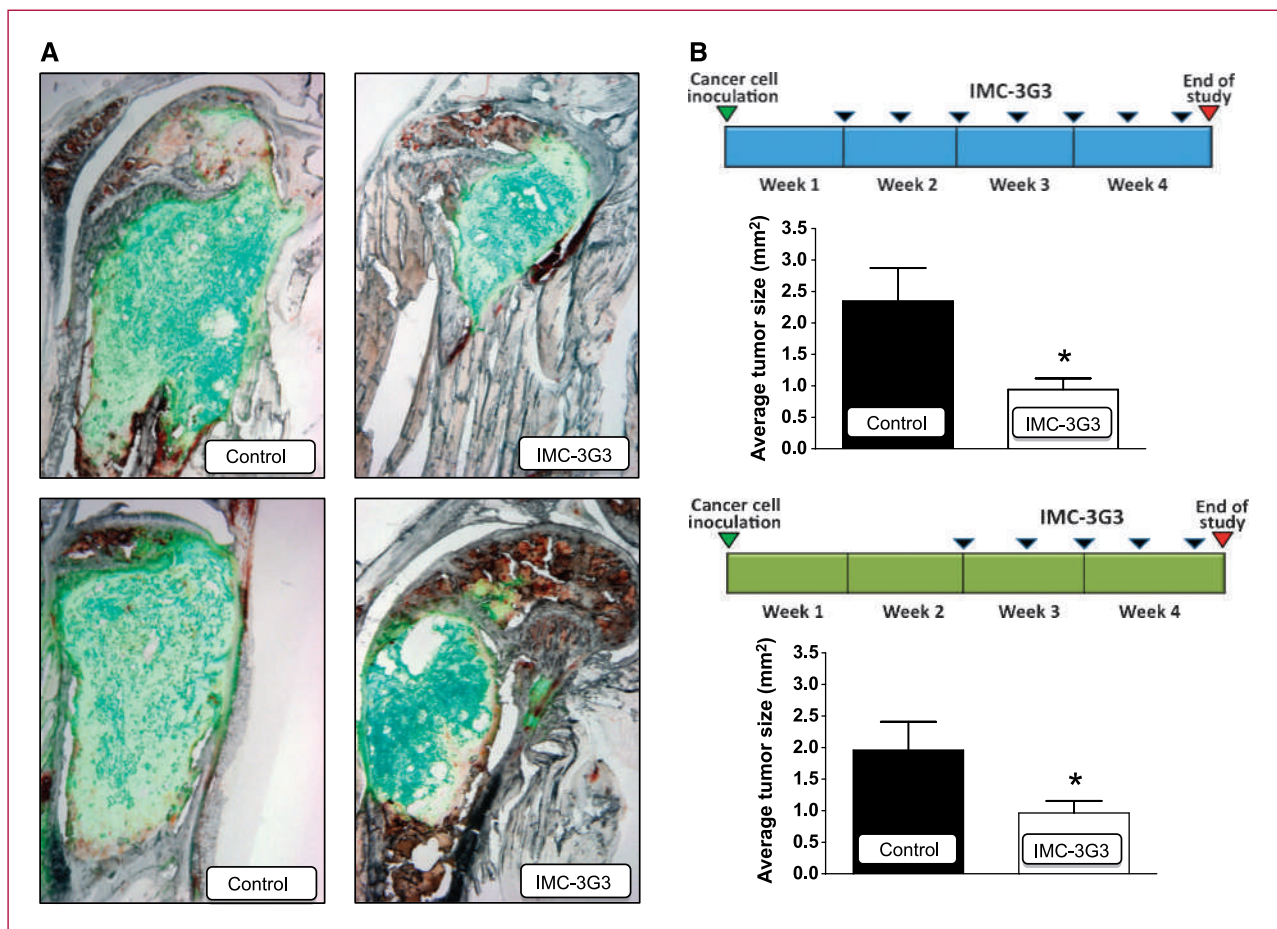 A
Control
IMC-3G3
Control
IMC-3G3
B
Cancer cell
inoculation
IMC-3G3
End of
study
Week 1
Week 2
Week 3
Week 4
Average tumor size (mm²)
3.5
3.0
2.5
2.0
1.5
1.0
0.5
0.0
Control
*
IMC-3G3
Cancer cell
inoculation
IMC-3G3
End of
study
Week 1
Week 2
Week 3
Week 4
Average tumor size (mm²)
3.5
3.0
2.5
2.0
1.5
1.0
0.5
0.0
Control
*
IMC-3G3